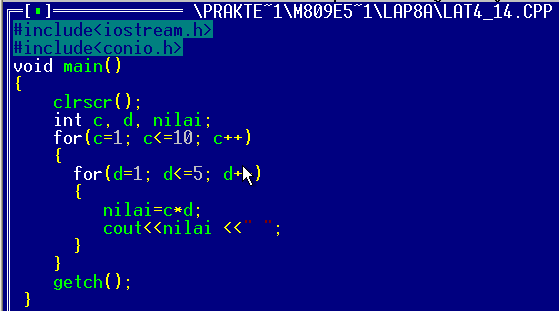 [■] \PRAKTE~1\M809E5~1\LAP8A\LAT4_14.CPP
#include<iostream.h>
#include<conio.h>
void main()
{
clrscr();
int c, d, nilai;
for(c=1; c<=10; c++)
{
for(d=1; d<=5; d++)
{
nilai=c*d;
cout<<nilai <<" ";
}
}
getch();
}